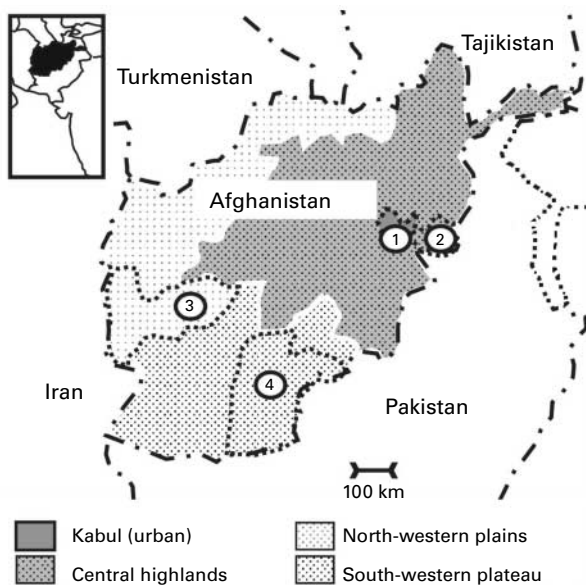 Tajikistan
Turkmenistan
Afghanistan
1
2
3
4
Iran
Pakistan
100 km
Kabul (urban)
North-western plains
Central highlands
South-western plateau